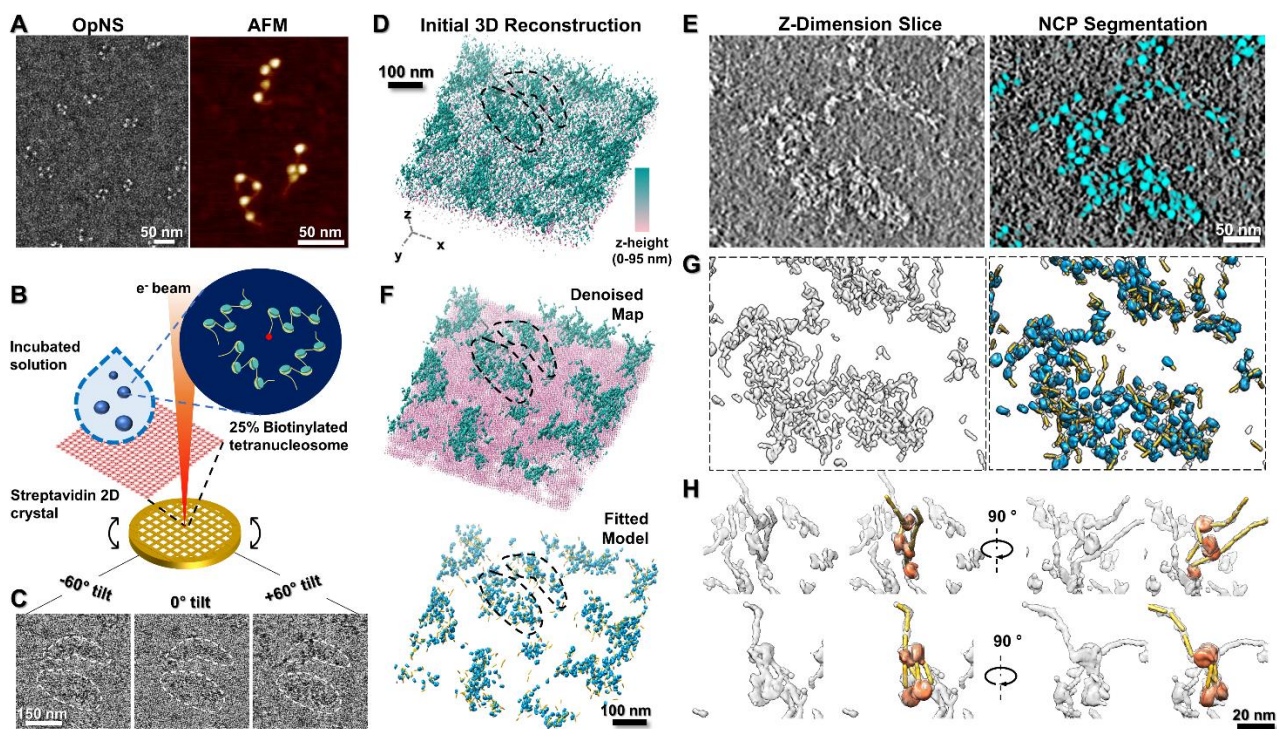 A
OpNS
AFM
50 nm
50 nm
B
e- beam
Incubated
solution
25% Biotinylated
tetranucleosome
Streptavidin 2D
crystal
C
-60° tilt
0° tilt
+60° tilt
150 nm
D
Initial 3D Reconstruction
100 nm
z
y
x
z-height
(0-95 nm)
E
Z-Dimension Slice
NCP Segmentation
50 nm
F
Denoised
Map
Fitted
Model
100 nm
G
H
90 °
90 °
20 nm